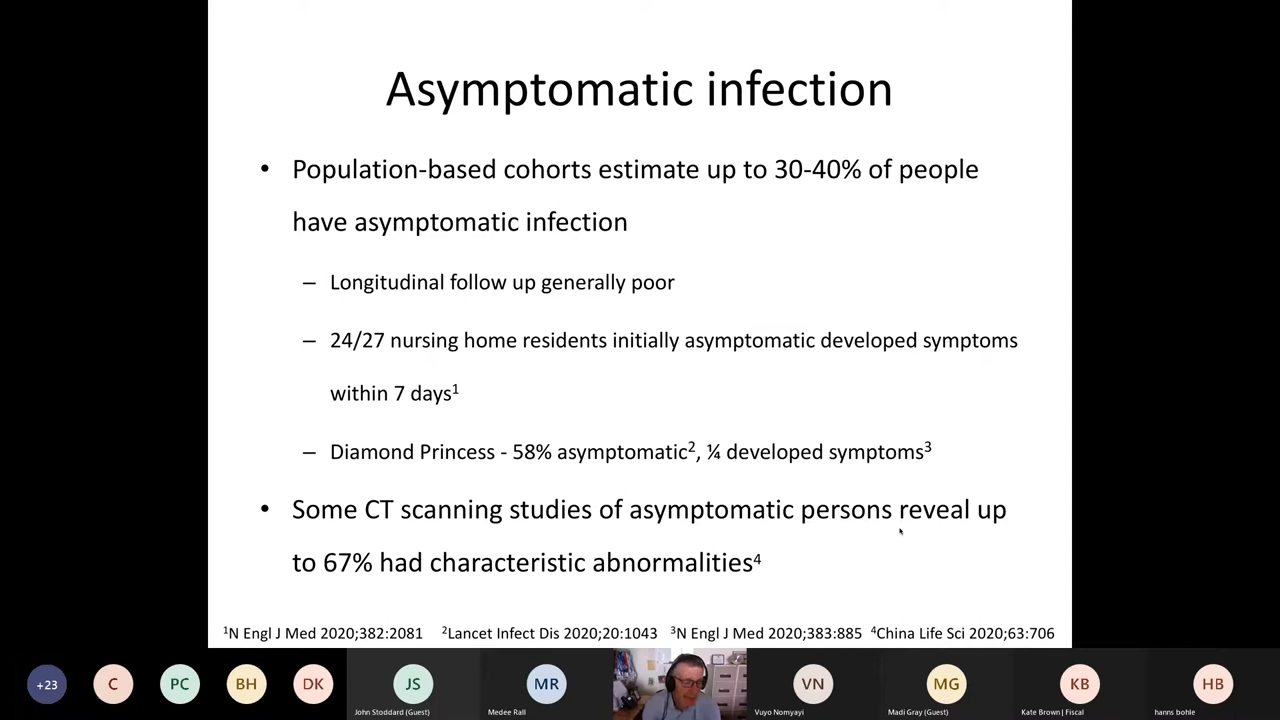 Asymptomatic infection
• Population-based cohorts estimate up to 30-40% of people
have asymptomatic infection
– Longitudinal follow up generally poor
– 24/27 nursing home residents initially asymptomatic developed symptoms
within 7 days¹
– Diamond Princess - 58% asymptomatic², ¼ developed symptoms³
• Some CT scanning studies of asymptomatic persons reveal up
to 67% had characteristic abnormalities⁴
¹N Engl J Med 2020;382:2081 ²Lancet Infect Dis 2020;20:1043 ³N Engl J Med 2020;383:885 ⁴China Life Sci 2020;63:706
+23 C PC BH DK JS MR VN MG KB HB
John Stoddard (Guest) Medee Rall Vuyo Nomyayi Madi Gray (Guest) Kate Brown | Fiscal hanns bohle